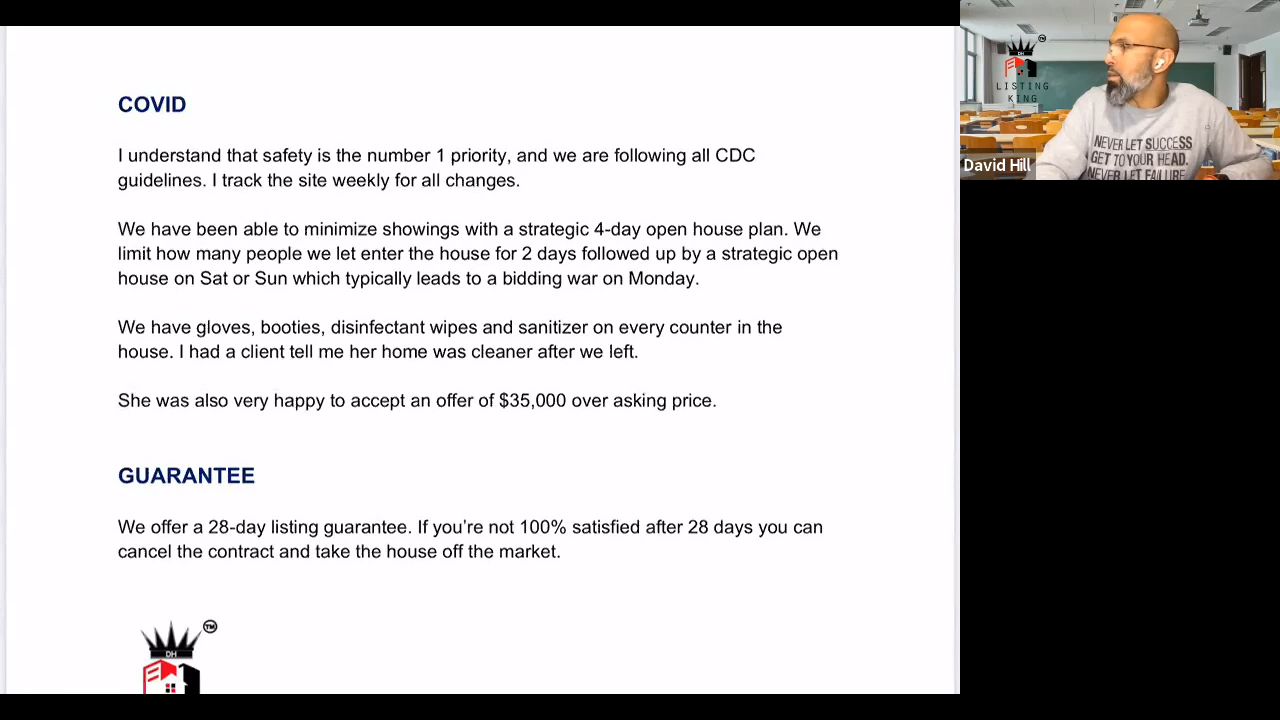 COVID
I understand that safety is the number 1 priority, and we are following all CDC
guidelines. I track the site weekly for all changes.
We have been able to minimize showings with a strategic 4-day open house plan. We
limit how many people we let enter the house for 2 days followed up by a strategic open
house on Sat or Sun which typically leads to a bidding war on Monday.
We have gloves, booties, disinfectant wipes and sanitizer on every counter in the
house. I had a client tell me her home was cleaner after we left.
She was also very happy to accept an offer of $35,000 over asking price.
GUARANTEE
We offer a 28-day listing guarantee. If you’re not 100% satisfied after 28 days you can
cancel the contract and take the house off the market.
TM
DH
TM
DH
LISTING
KING
NEVER LET SUCCESS
GET TO YOUR HEAD.
NEVER LET FAILURE
David Hill